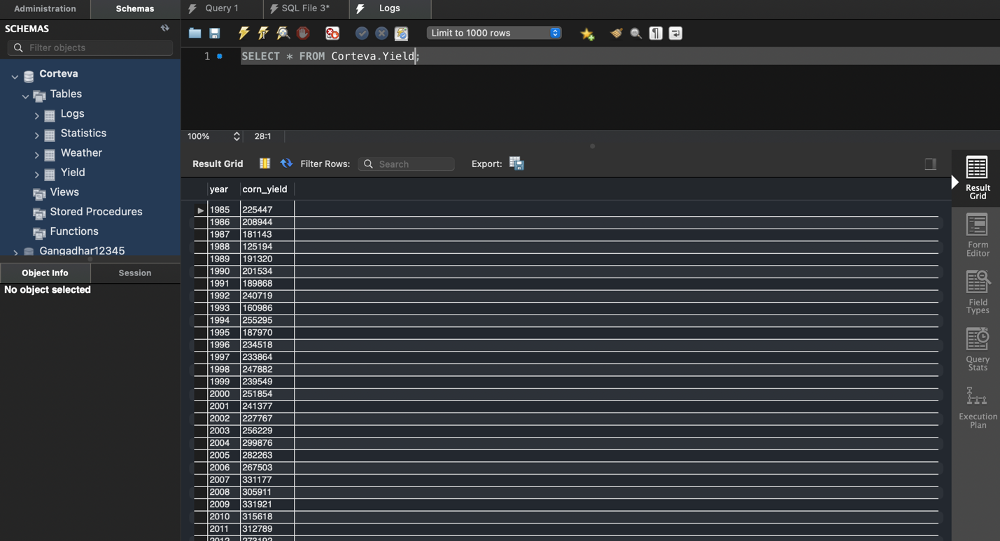 Administration Schemas Query 1 SQL File 3* Logs
SCHEMAS
Filter objects
Corteva
Tables
Logs
Statistics
Weather
Yield
Views
Stored Procedures
Functions
Gangadhar12345
Object Info Session
No object selected
Limit to 1000 rows
1 SELECT * FROM Corteva.Yield;
100% 28:1
Result Grid Filter Rows: Search Export:
year corn_yield
1985 225447
1986 208944
1987 181143
1988 125194
1989 191320
1990 201534
1991 189868
1992 240719
1993 160986
1994 255295
1995 187970
1996 234518
1997 233864
1998 247882
1999 239549
2000 251854
2001 241377
2002 227767
2003 256229
2004 299876
2005 282263
2006 267503
2007 331177
2008 305911
2009 331921
2010 315618
2011 312789
2012 273192
Result
Grid
Form
Editor
Field
Types
Query
Stats
Execution
Plan